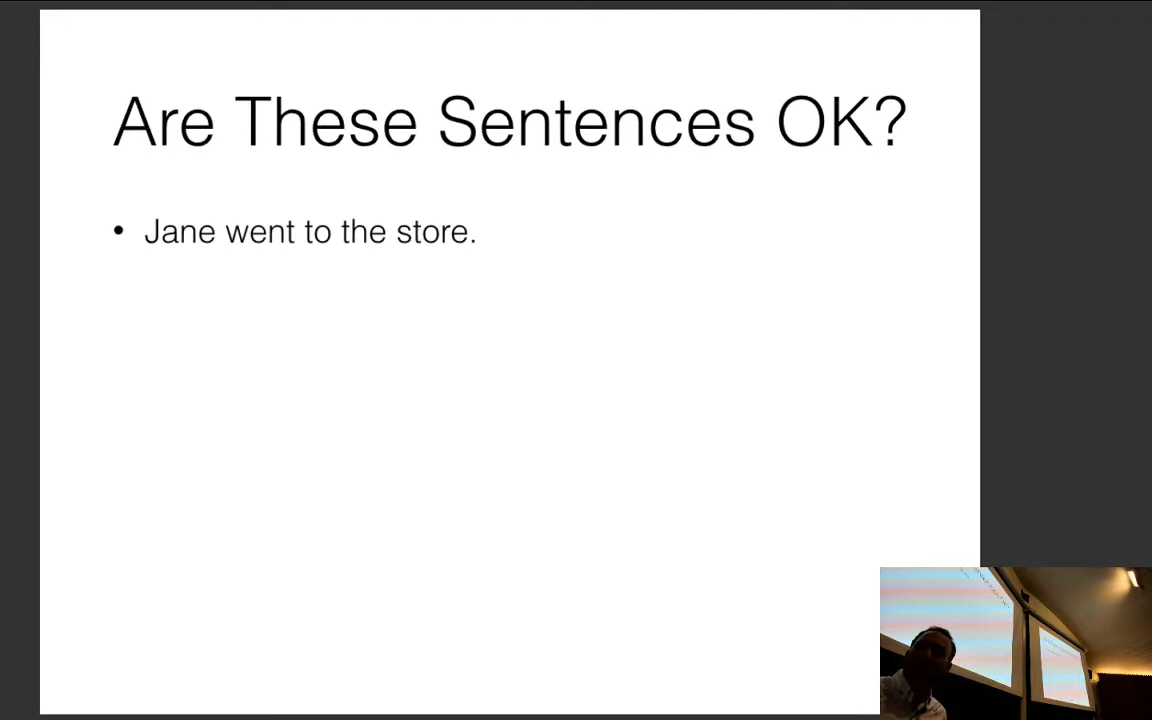 Are These Sentences OK?
• Jane went to the store.